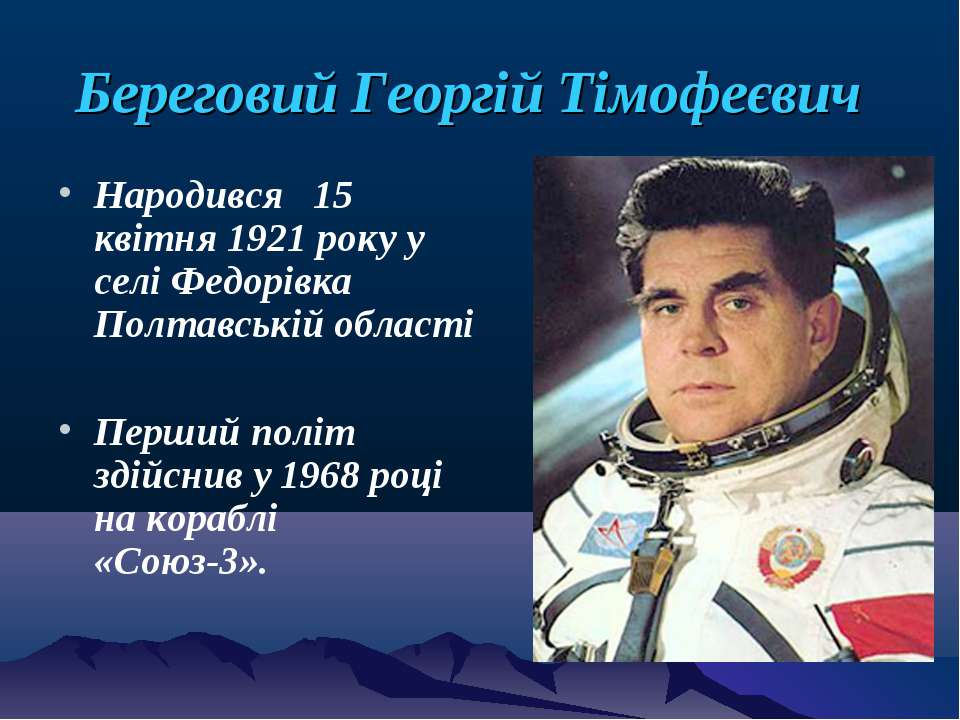 Береговий Георгій Тімофеєвич
Народився 15
квітня 1921 року у
селі Федорівка
Полтавській області
Перший політ
здійснив у 1968 році
на кораблі
«Союз-3».